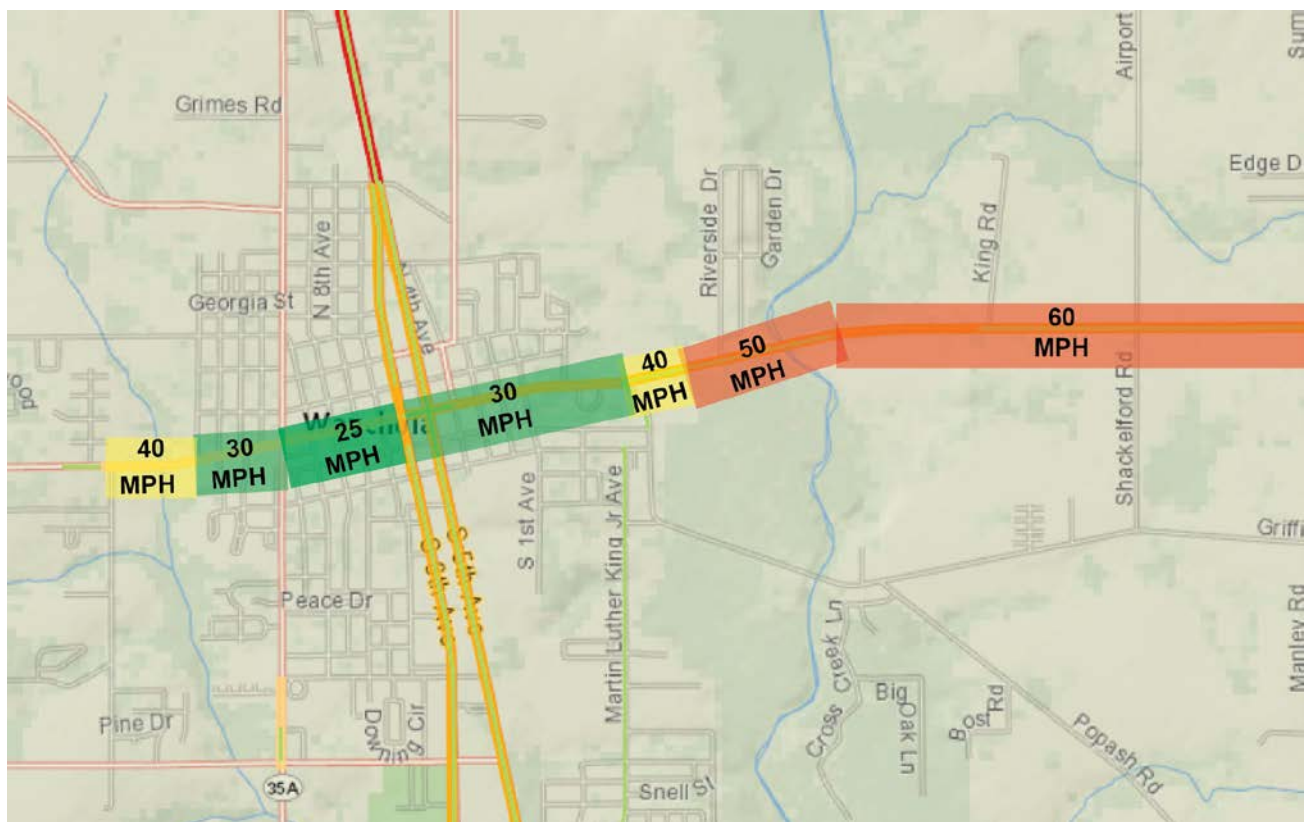 Airport
Sum
Grimes Rd
Edge D
Riverside Dr
Garden Dr
King Rd
N 8th Ave
Georgia St
N 4th Ave
60
MPH
50
MPH
40
MPH
30
MPH
25
MPH
30
MPH
40
MPH
Shackelford Rd
S 1st Ave
Martin Luther King Jr Ave
S 5th Ave
Griffi
Peace Dr
Manley Rd
Cross Creek Ln
Big
Oak Ln
Bost Rd
Popash Rd
Pine Dr
Downing Cir
35A
Snell St